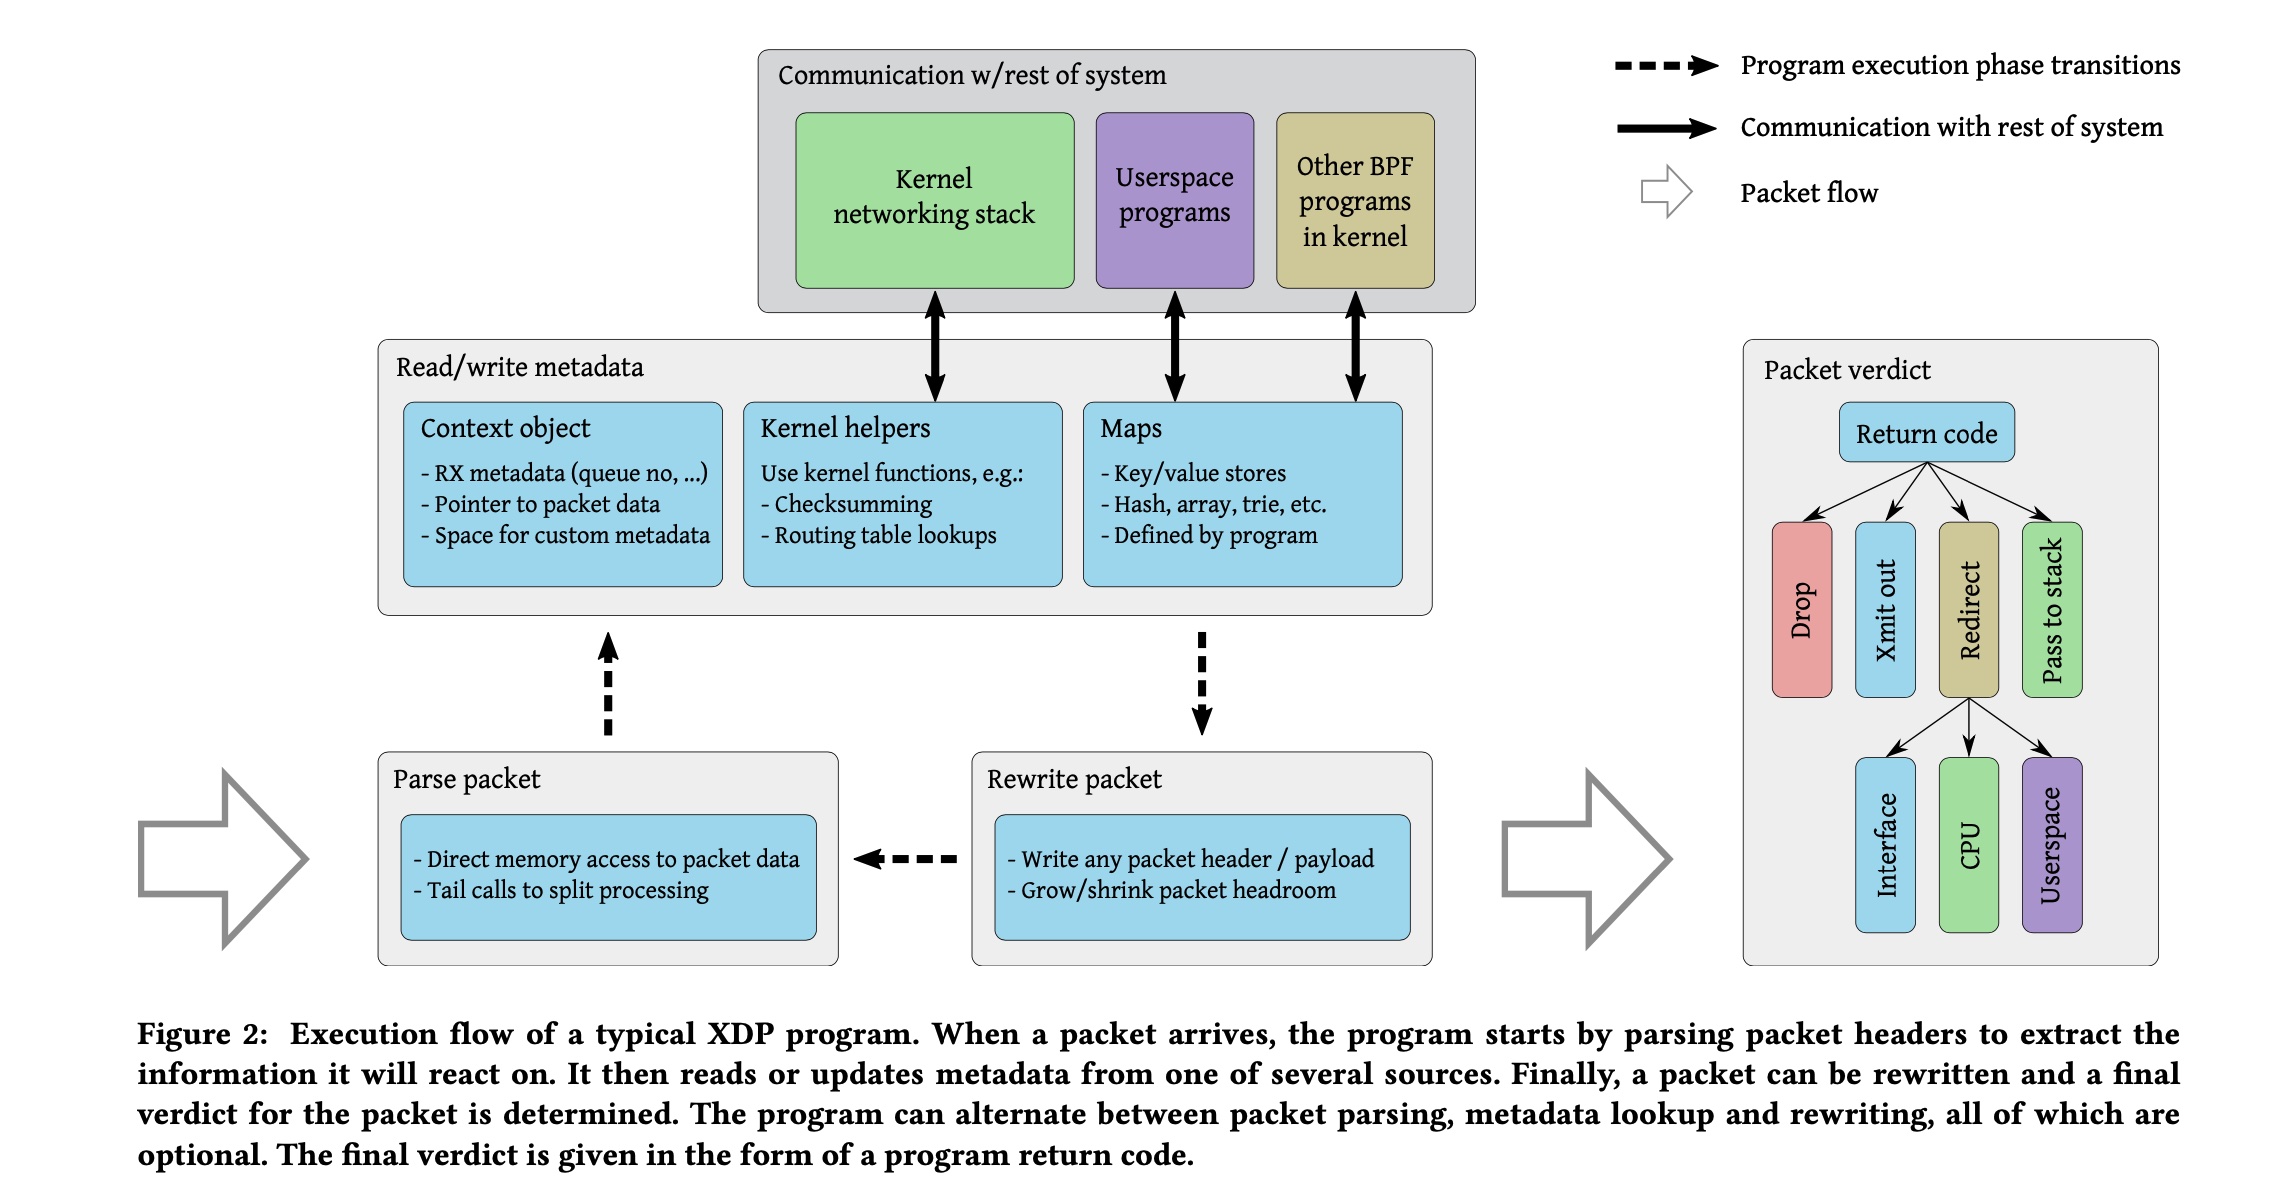 Communication w/rest of system
Kernel
networking stack
Userspace
programs
Other BPF
programs
in kernel
Program execution phase transitions
Communication with rest of system
Packet flow
Read/write metadata
Context object
- RX metadata (queue no, ...)
- Pointer to packet data
- Space for custom metadata
Kernel helpers
Use kernel functions, e.g.:
- Checksumming
- Routing table lookups
Maps
- Key/value stores
- Hash, array, trie, etc.
- Defined by program
Parse packet
- Direct memory access to packet data
- Tail calls to split processing
Rewrite packet
- Write any packet header / payload
- Grow/shrink packet headroom
Packet verdict
Return code
Drop
Xmit out
Redirect
Pass to stack
Interface
CPU
Userspace
Figure 2: Execution flow of a typical XDP program. When a packet arrives, the program starts by parsing packet headers to extract the
information it will react on. It then reads or updates metadata from one of several sources. Finally, a packet can be rewritten and a final
verdict for the packet is determined. The program can alternate between packet parsing, metadata lookup and rewriting, all of which are
optional. The final verdict is given in the form of a program return code.